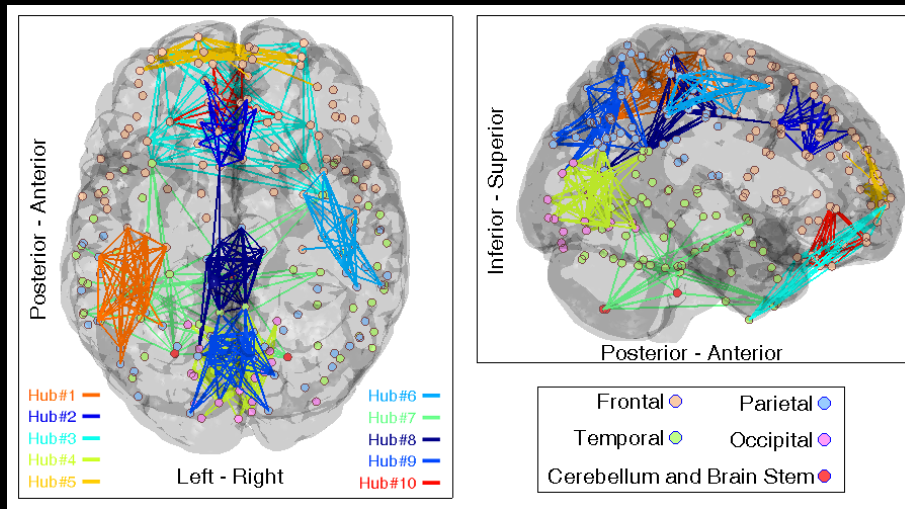 Posterior - Anterior
Hub#1
Hub#2
Hub#3
Hub#4
Hub#5
Hub#6
Hub#7
Hub#8
Hub#9
Hub#10
Left - Right
Inferior - Superior
Posterior - Anterior
Frontal
Parietal
Temporal
Occipital
Cerebellum and Brain Stem